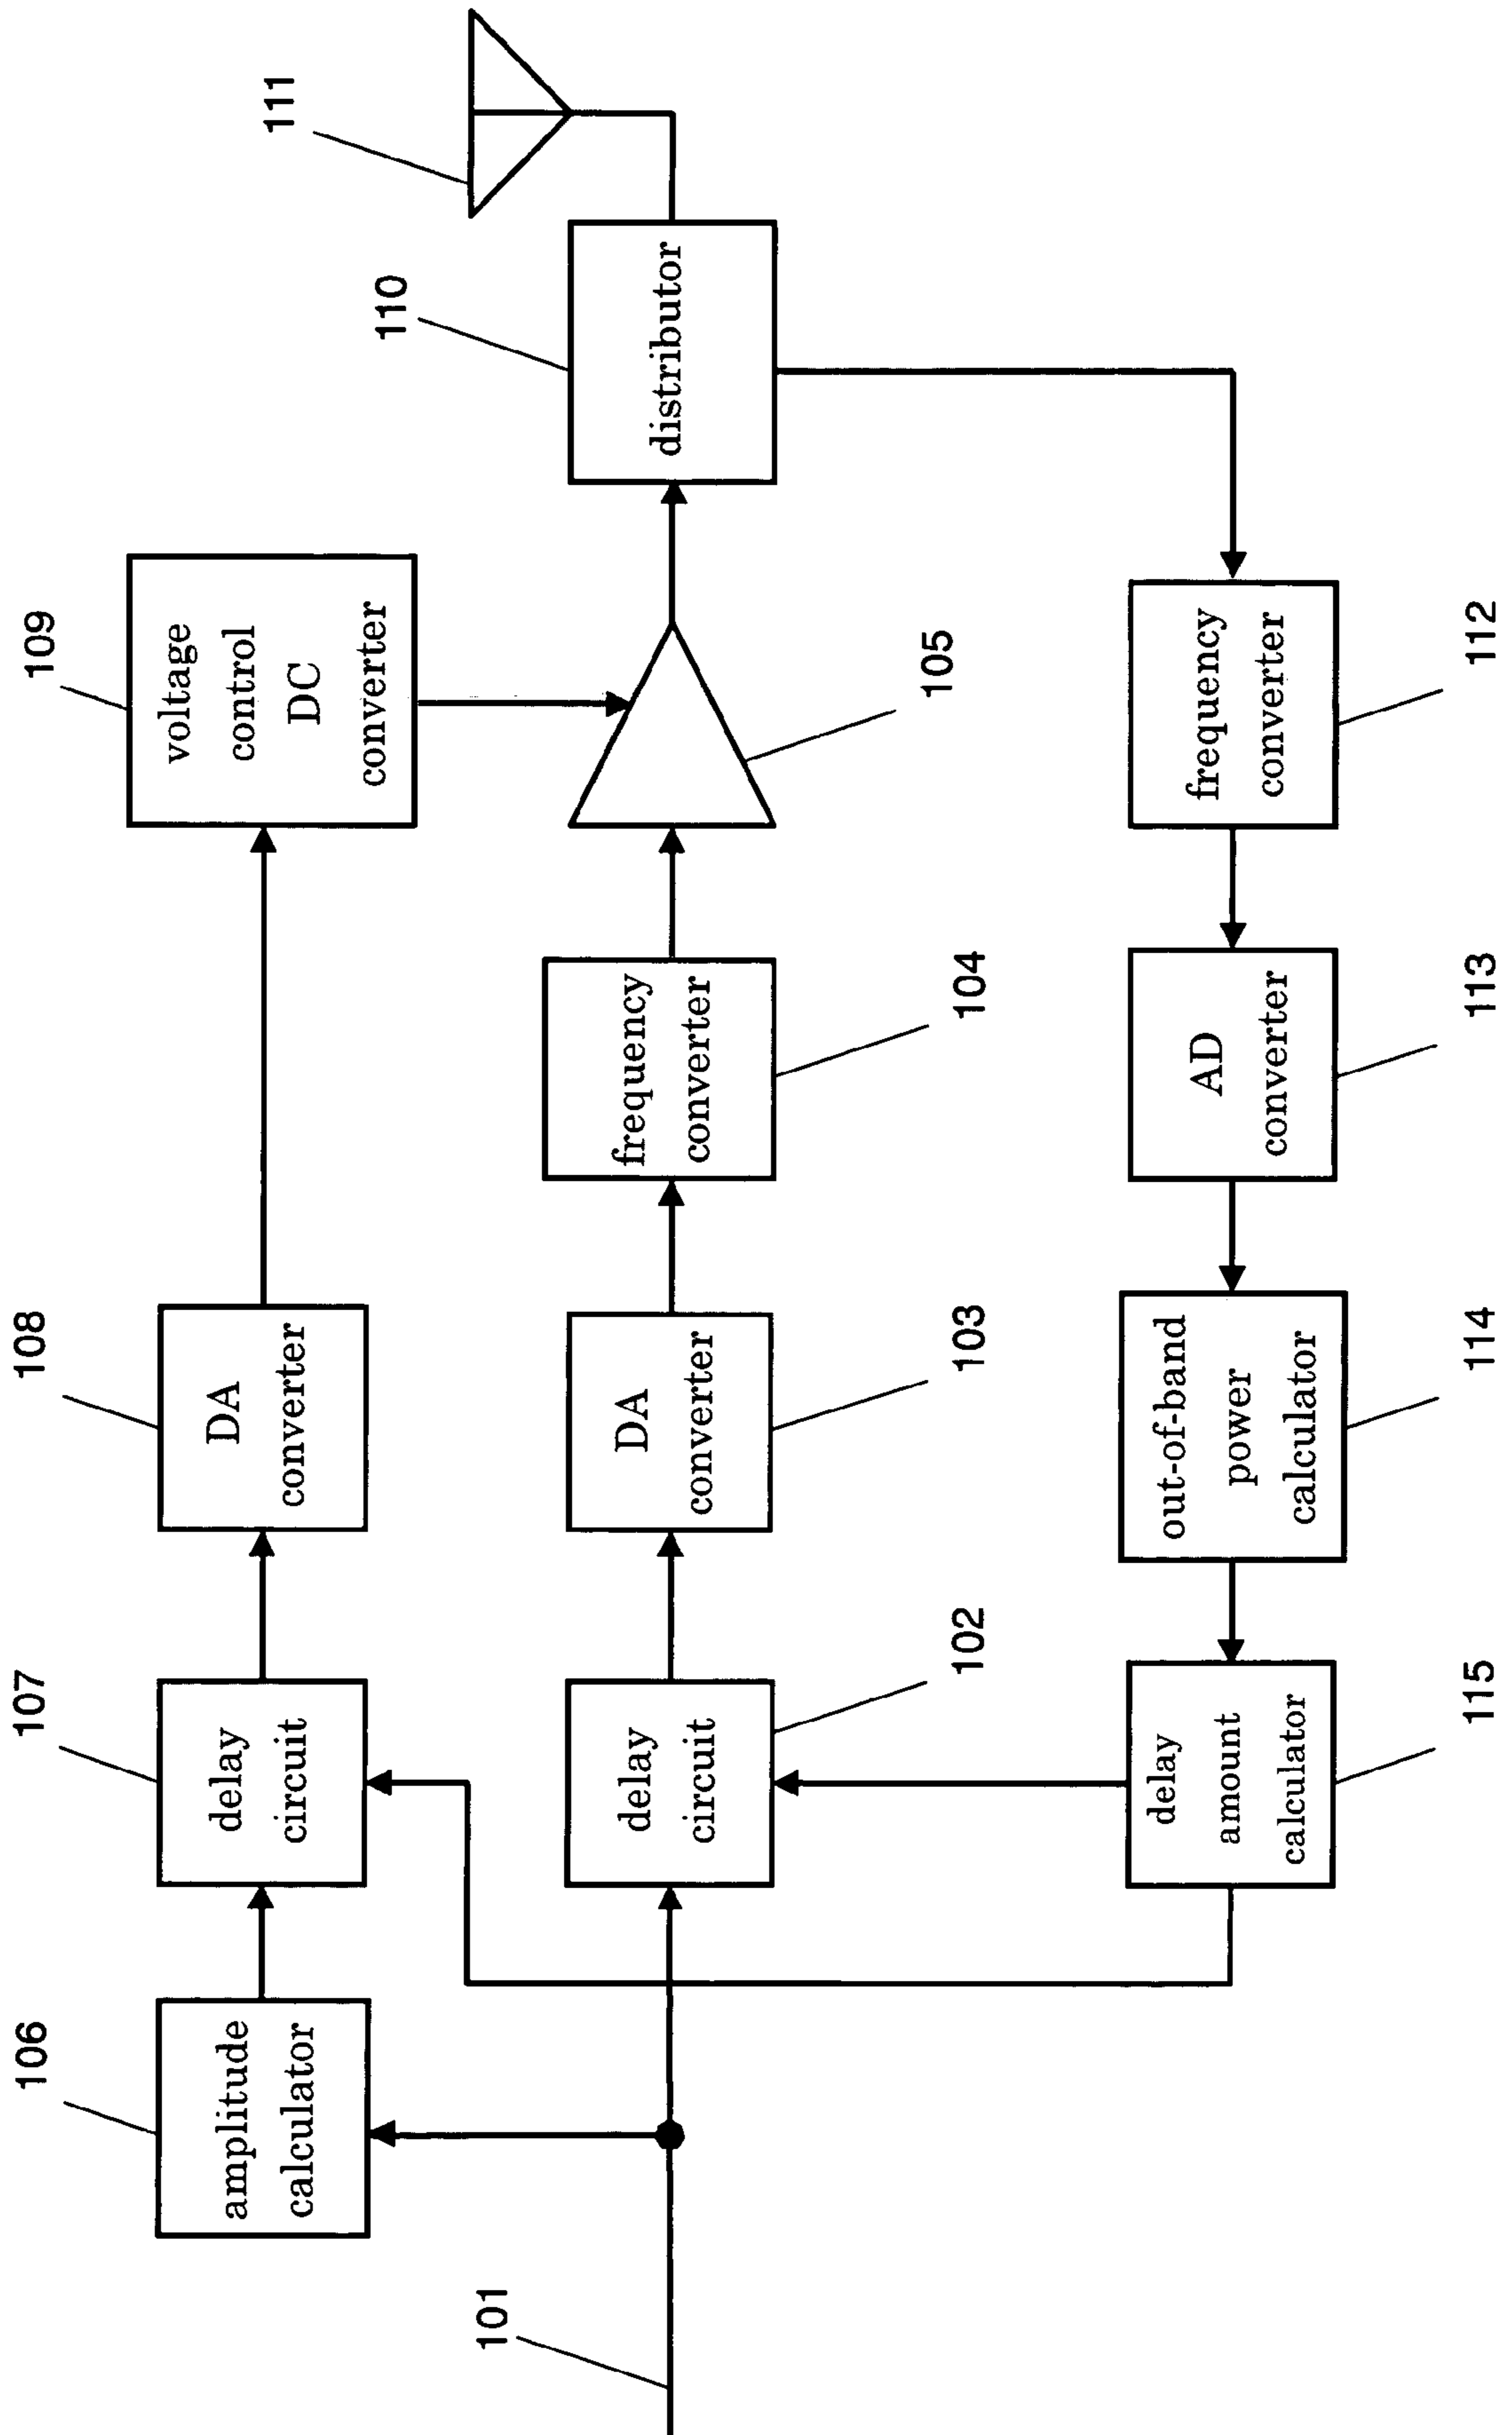 106
amplitude
calculator
107
delay
circuit
108
DA
converter
109
voltage
control
DC
converter
101
delay
circuit
102
DA
converter
103
frequency
converter
104
105
distributor
110
111
delay
amount
calculator
115
out-of-band
power
calculator
114
AD
converter
113
frequency
converter
112